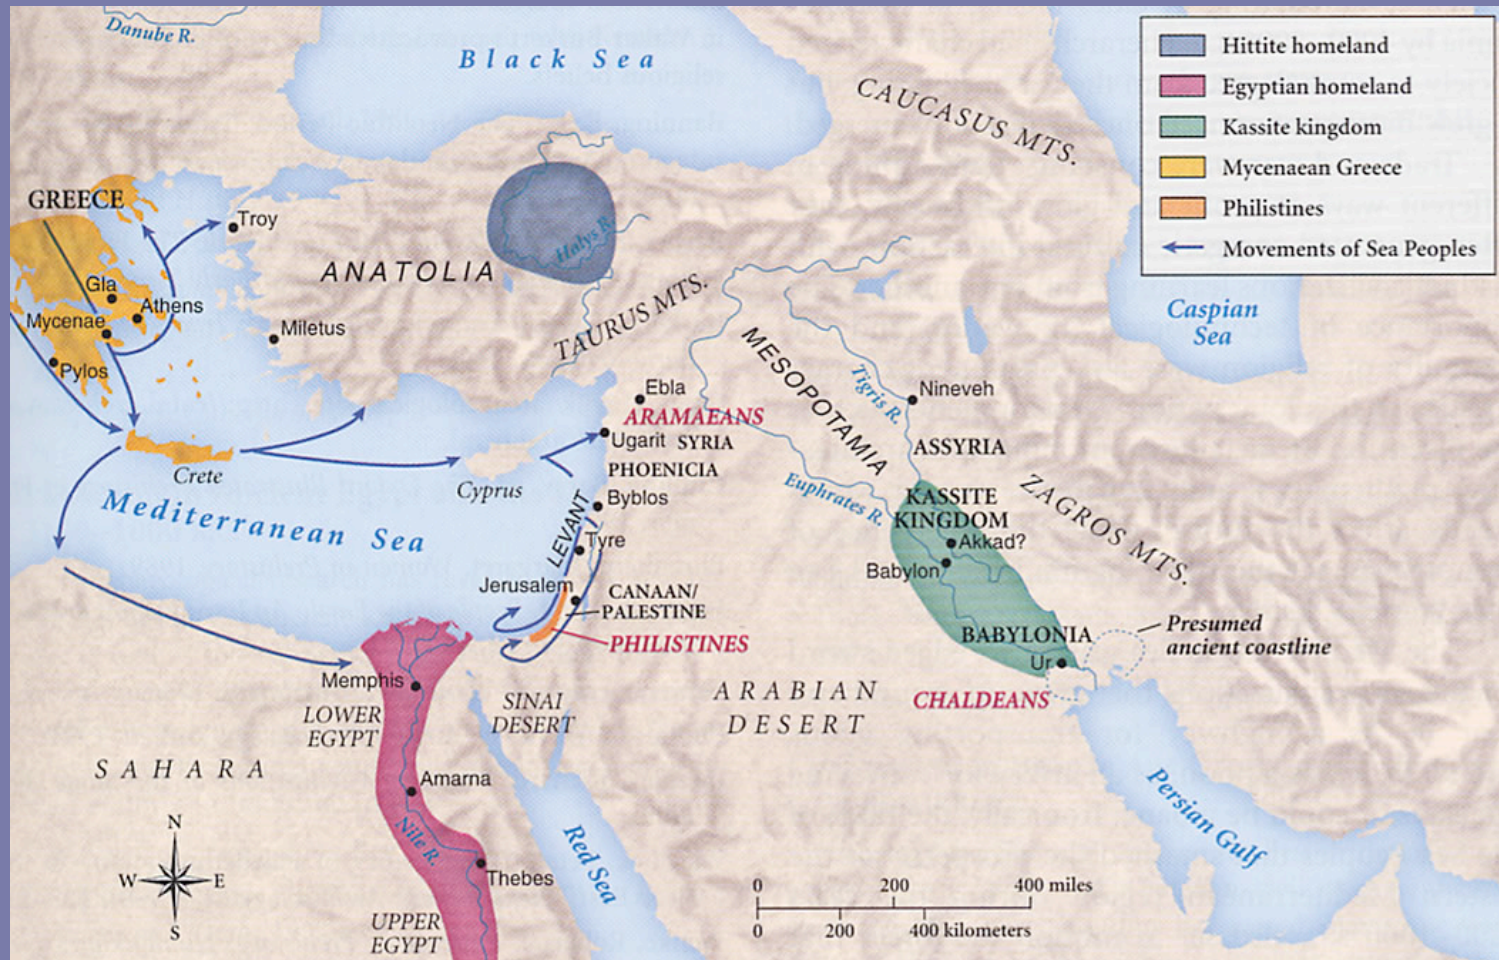 Danube R.
Black Sea
CAUCASUS MTS.
Hittite homeland
Egyptian homeland
Kassite kingdom
Mycenaean Greece
Philistines
Movements of Sea Peoples
GREECE
Troy
ANATOLIA
Halys R.
Gla
Athens
Mycenae
Miletus
Pylos
TAURUS MTS.
Caspian
Sea
MESOPOTAMIA
Tigris R.
Nineveh
Ebla
ARAMAEANS
Ugarit SYRIA
PHOENICIA
ASSYRIA
Crete
Cyprus
Byblos
LEVANT
Euphrates R.
KASSITE
KINGDOM
ZAGROS MTS.
Mediterranean Sea
Tyre
Akkad?
Babylon
Jerusalem
CANAAN/
PALESTINE
PHILISTINES
BABYLONIA
Ur
Presumed
ancient coastline
CHALDEANS
Memphis
LOWER
EGYPT
SINAI
DESERT
ARABIAN
DESERT
SAHARA
Amarna
Nile R.
Thebes
Red Sea
Persian Gulf
UPPER
EGYPT
N
W E
S
0 200 400 miles
0 200 400 kilometers